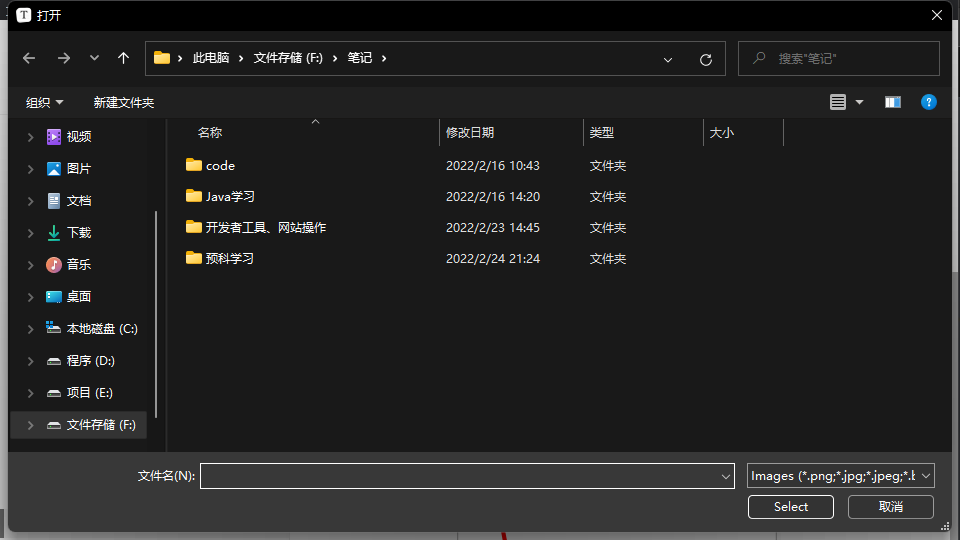 T 打开
此电脑 › 文件存储 (F:) › 笔记 ›
搜索"笔记"
组织 新建文件夹
?
名称 修改日期 类型 大小
视频
图片
文档
下载
音乐
桌面
本地磁盘 (C:)
程序 (D:)
项目 (E:)
文件存储 (F:)
code 2022/2/16 10:43 文件夹
Java学习 2022/2/16 14:20 文件夹
开发者工具、网站操作 2022/2/23 14:45 文件夹
预科学习 2022/2/24 21:24 文件夹
文件名(N):
Images (*.png;*.jpg;*.jpeg;*.
Select 取消